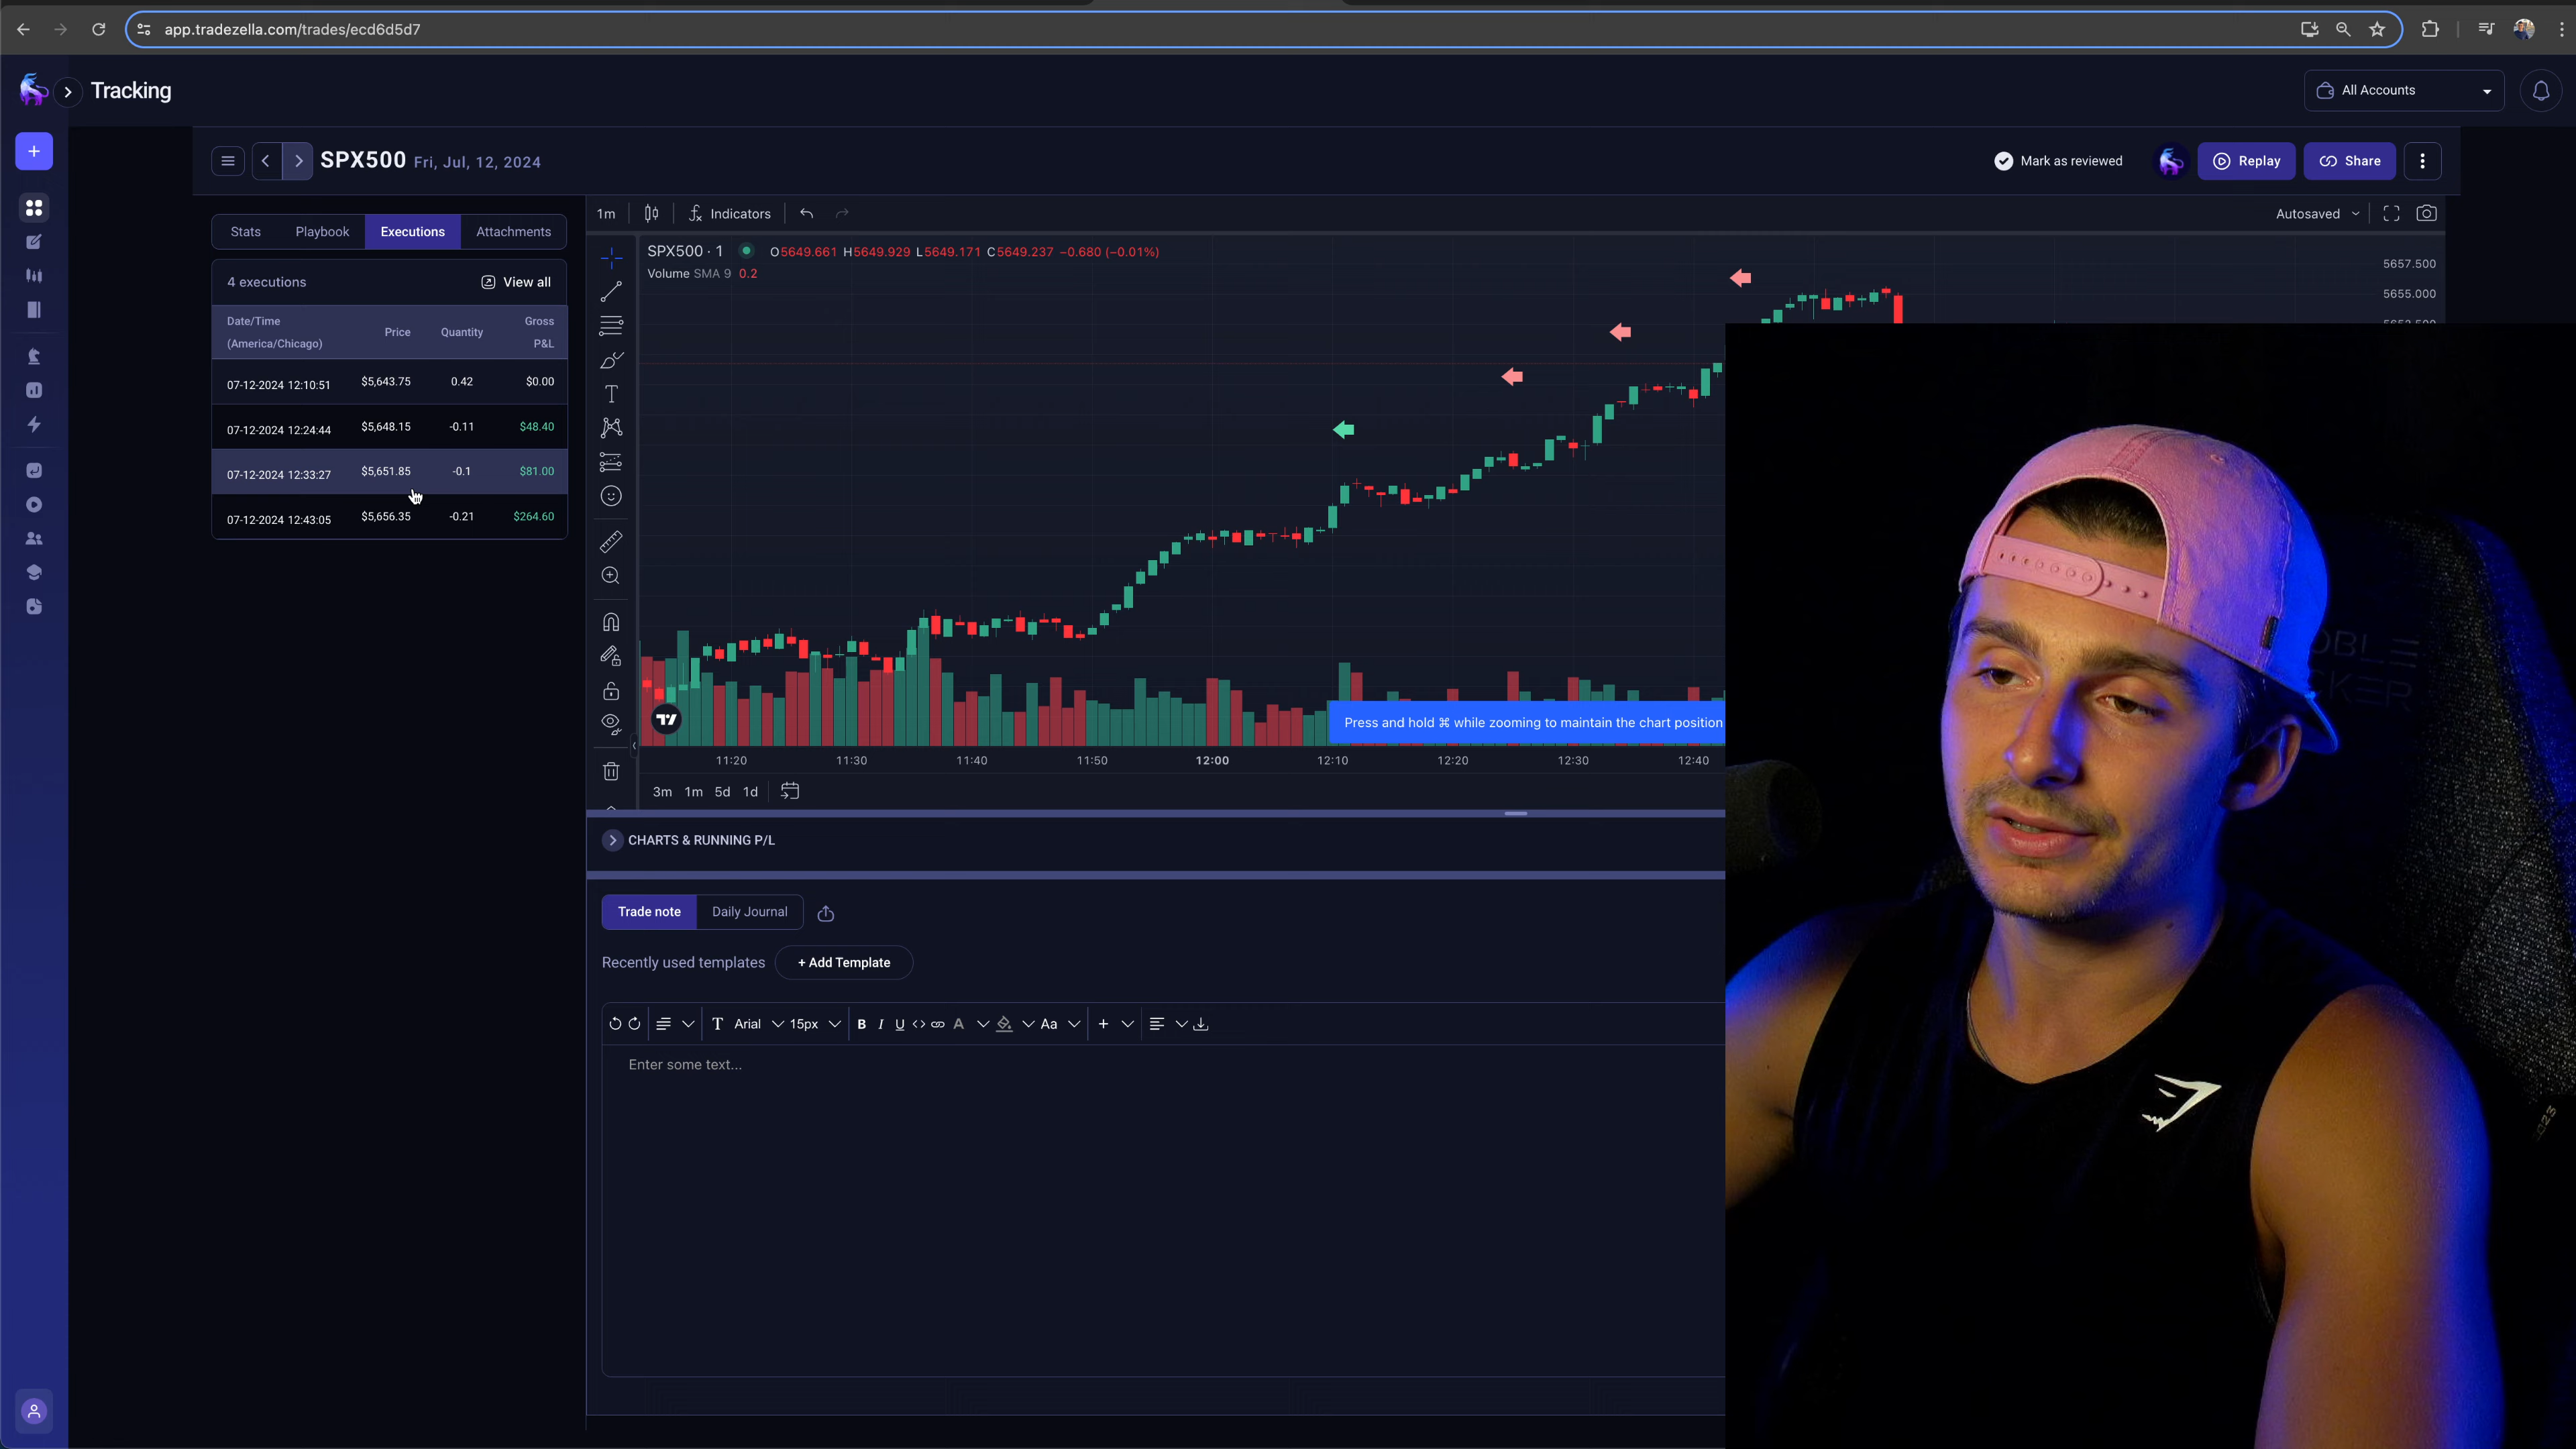 app.tradezella.com/trades/ecd6d5d7
Tracking
All Accounts
SPX500 Fri, Jul, 12, 2024
Mark as reviewed
Replay
Share
Stats Playbook Executions Attachments
4 executions
View all
Date/Time (America/Chicago) Price Quantity Gross P&L
07-12-2024 12:10:51 $5,643.75 0.42 $0.00
07-12-2024 12:24:44 $5,648.15 -0.11 $48.40
07-12-2024 12:33:27 $5,651.85 -0.1 $81.00
07-12-2024 12:43:05 $5,656.35 -0.21 $264.60
1m Indicators
Autosaved
SPX500 · 1 O5649.661 H5649.929 L5649.171 C5649.237 −0.680 (−0.01%)
Volume SMA 9 0.2
5657.500
5655.000
Press and hold ⌘ while zooming to maintain the chart position
11:20 11:30 11:40 11:50 12:00 12:10 12:20 12:30 12:40
3m 1m 5d 1d
CHARTS & RUNNING P/L
Trade note Daily Journal
Recently used templates + Add Template
Arial 15px B I U A Aa
Enter some text...